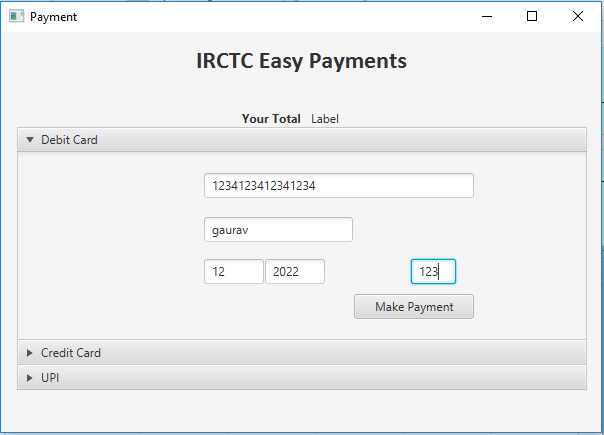 Payment
IRCTC Easy Payments
Your Total Label
Debit Card
1234123412341234
gaurav
12 2022 123
Make Payment
Credit Card
UPI